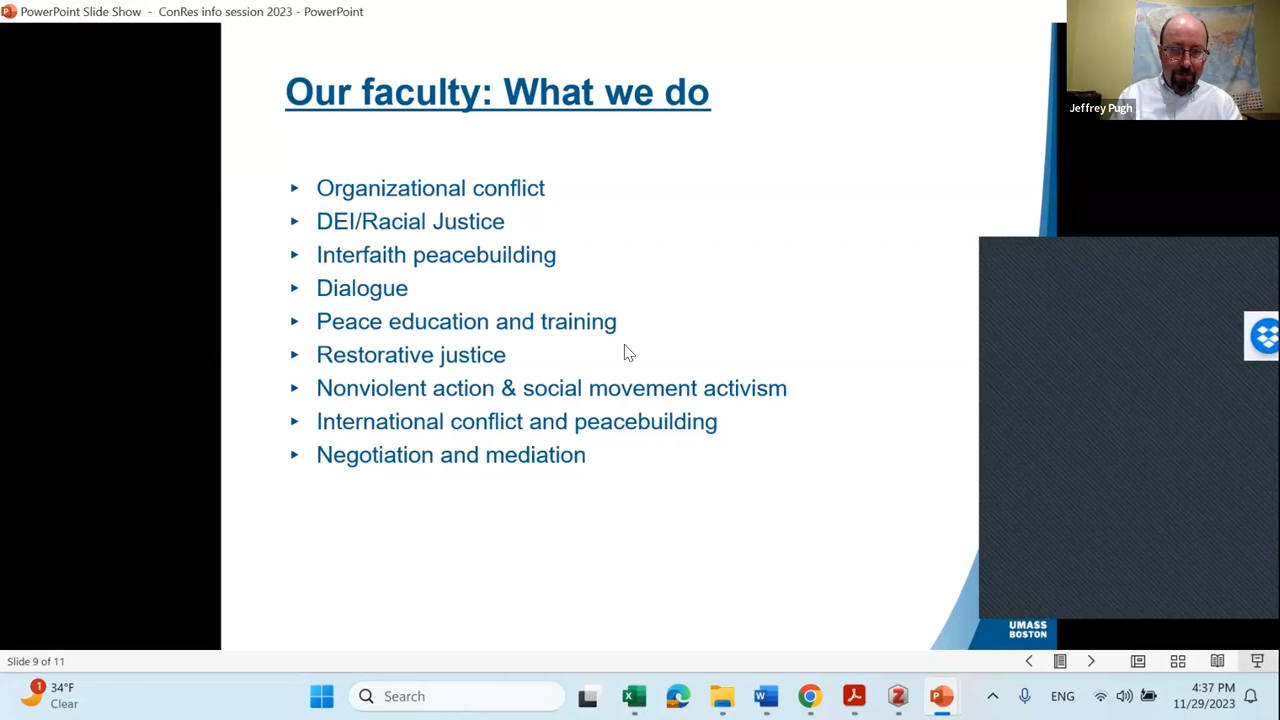 PowerPoint Slide Show - ConRes info session 2023 - PowerPoint
Jeffrey Pugh
Our faculty: What we do
Organizational conflict
DEI/Racial Justice
Interfaith peacebuilding
Dialogue
Peace education and training
Restorative justice
Nonviolent action & social movement activism
International conflict and peacebuilding
Negotiation and mediation
UMASS
BOSTON
Slide 9 of 11
1
34°F
Clear
Search
ENG
4:37 PM
11/29/2023